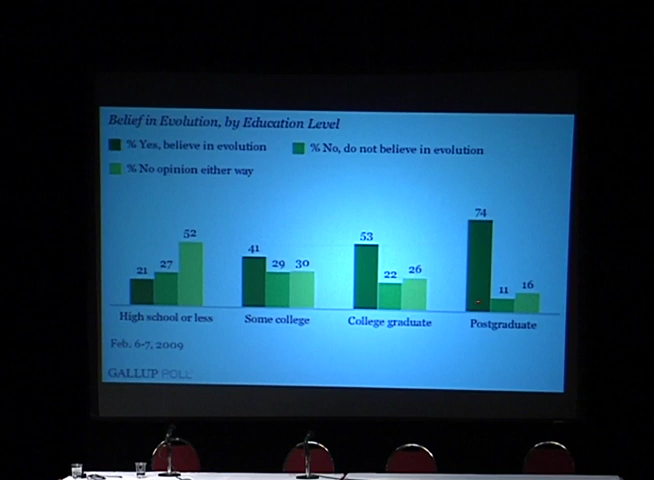 Belief in Evolution, by Education Level
% Yes, believe in evolution
% No, do not believe in evolution
% No opinion either way
21 27 52
41 29 30
53 22 26
74 11 16
High school or less
Some college
College graduate
Postgraduate
Feb. 6-7, 2009
GALLUP POLL